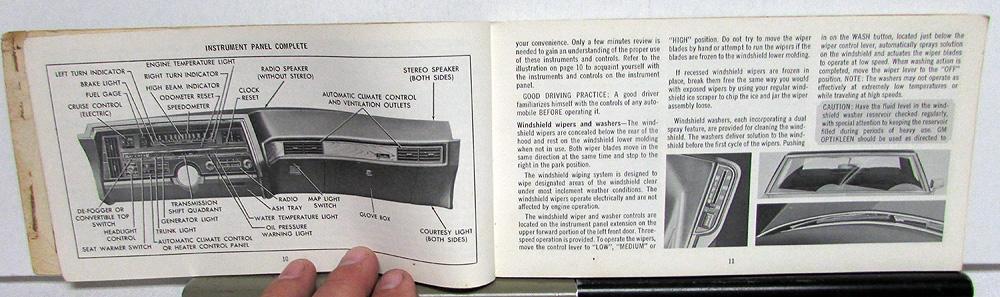 INSTRUMENT PANEL COMPLETE
ENGINE TEMPERATURE LIGHT
LEFT TURN INDICATOR
RIGHT TURN INDICATOR
BRAKE LIGHT
HIGH BEAM INDICATOR
FUEL GAGE
ODOMETER RESET
CRUISE CONTROL
(ELECTRIC)
SPEEDOMETER
CLOCK
RESET
RADIO SPEAKER
(WITHOUT STEREO)
STEREO SPEAKER
(BOTH SIDES)
AUTOMATIC CLIMATE CONTROL
AND VENTILATION OUTLETS
DE-FOGGER OR
CONVERTIBLE TOP
SWITCH
HEADLIGHT
CONTROL
SEAT WARMER SWITCH
TRANSMISSION
SHIFT QUADRANT
GENERATOR LIGHT
TRUNK LIGHT
AUTOMATIC CLIMATE CONTROL
OR HEATER CONTROL PANEL
RADIO
ASH TRAY
MAP LIGHT
SWITCH
WATER TEMPERATURE LIGHT
OIL PRESSURE
WARNING LIGHT
GLOVE BOX
COURTESY LIGHT
(BOTH SIDES)
10
your convenience. Only a few minutes review is
needed to gain an understanding of the proper use
of these instruments and controls. Refer to the
illustration on page 10 to acquaint yourself with
the instruments and controls on the instrument
panel.
GOOD DRIVING PRACTICE: A good driver
familiarizes himself with the controls of any auto-
mobile BEFORE operating it.
Windshield wipers and washers—The wind-
shield wipers are concealed below the rear of the
hood and rest on the windshield lower molding
when not in use. Both wiper blades move in the
same direction at the same time and stop to the
right in the park position.
The windshield wiping system is designed to
wipe designated areas of the windshield clear
under most inclement weather conditions. The
windshield wipers operate electrically and are not
affected by engine operation.
The windshield wiper and washer controls are
located on the instrument panel extension on the
upper forward portion of the left front door. Three-
speed operation is provided. To operate the wipers,
move the control lever to "LOW", "MEDIUM" or
"HIGH" position. Do not try to move the wiper
blades by hand or attempt to run the wipers if the
blades are frozen to the windshield lower molding.
If recessed windshield wipers are frozen in
place, break them free the same way you would
with exposed wipers by using your regular wind-
shield ice scraper to chip the ice and jar the wiper
assembly loose.
Windshield washers, each incorporating a dual
spray feature, are provided for cleaning the wind-
shield. The washers deliver solution to the wind-
shield before the first cycle of the wipers. Pushing
in on the WASH button, located just below the
wiper control lever, automatically sprays solution
on the windshield and actuates the wiper blades
to operate at low speed. When washing action is
completed, move the wiper lever to the "OFF"
position. NOTE: The washers may not operate as
effectively at extremely low temperatures or
while traveling at high speeds.
CAUTION: Have the fluid level in the wind-
shield washer reservoir checked regularly,
with special attention to keeping the reservoir
filled during periods of heavy use. GM
OPTIKLEEN should be used as directed to
11